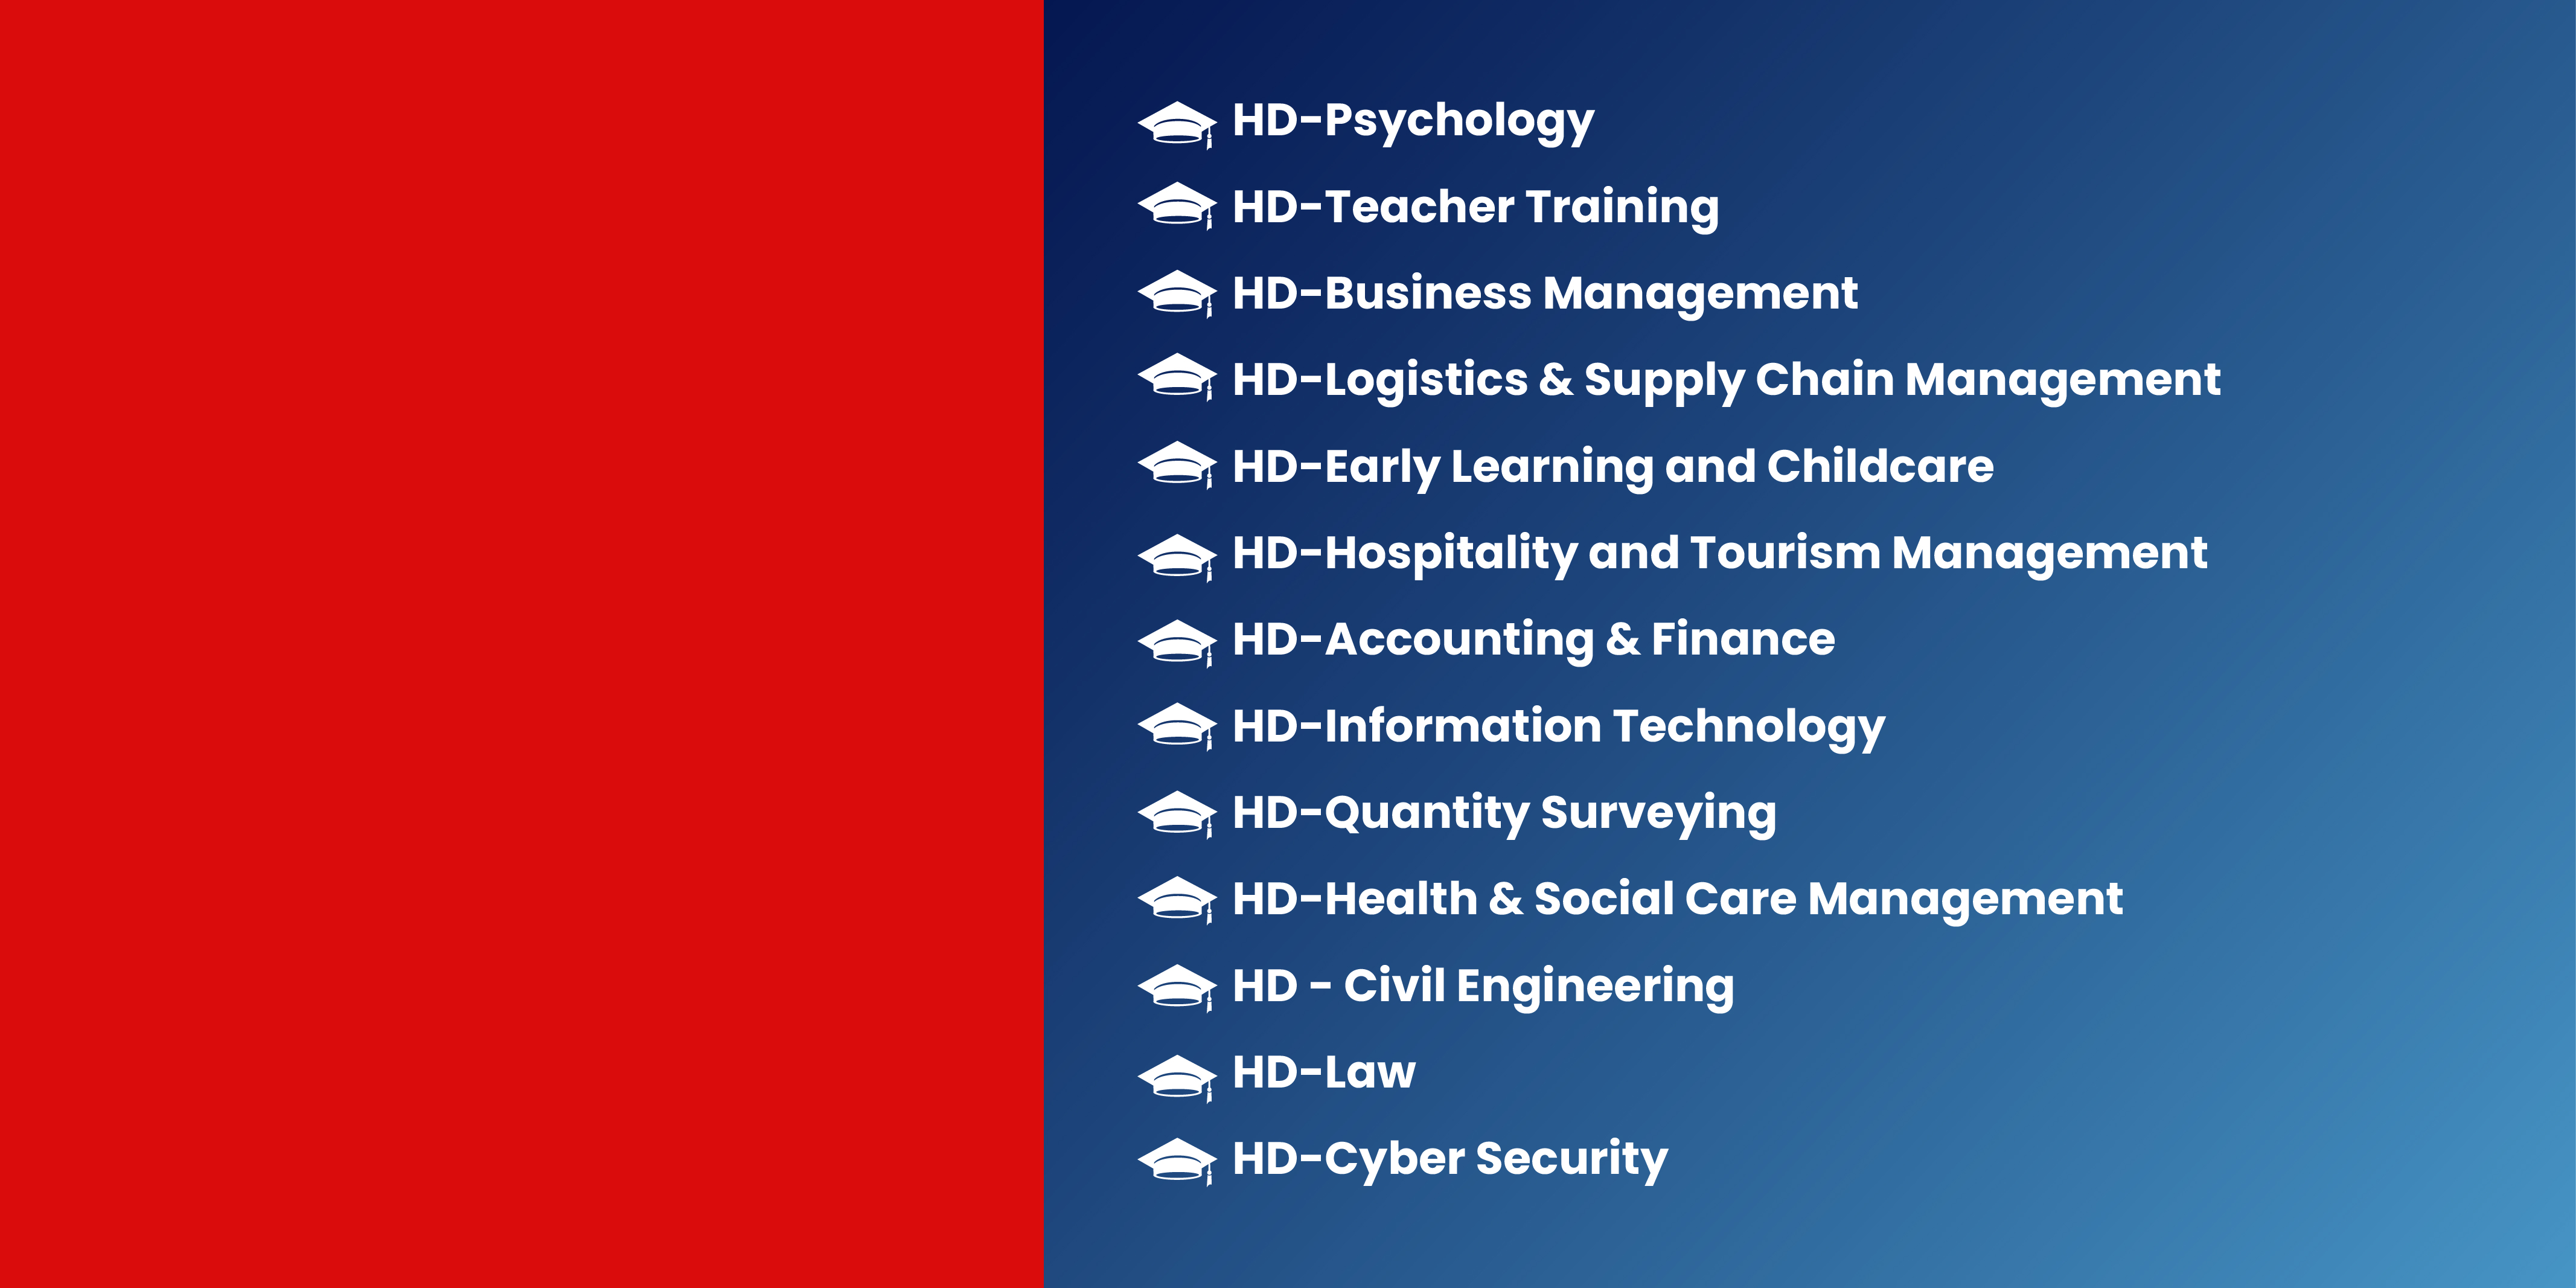 HD-Psychology
HD-Teacher Training
HD-Business Management
HD-Logistics & Supply Chain Management
HD-Early Learning and Childcare
HD-Hospitality and Tourism Management
HD-Accounting & Finance
HD-Information Technology
HD-Quantity Surveying
HD-Health & Social Care Management
HD - Civil Engineering
HD-Law
HD-Cyber Security